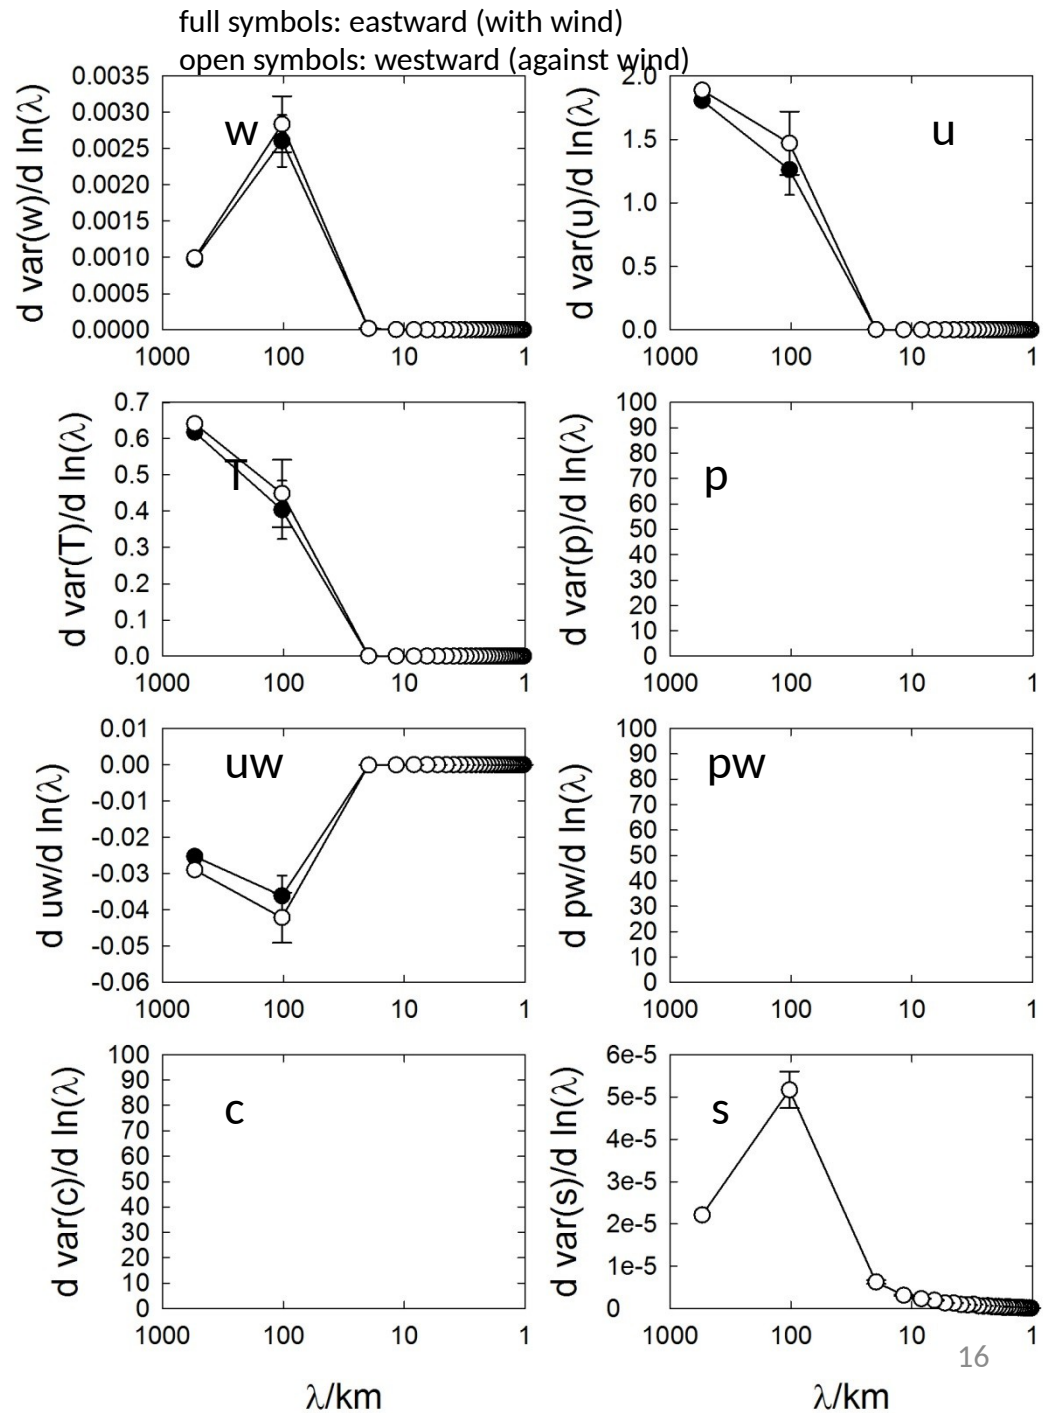 full symbols: eastward (with wind)
open symbols: westward (against wind)
d var(w)/d ln(λ)
0.0035
0.0030
0.0025
0.0020
0.0015
0.0010
0.0005
0.0000
w
1000 100 10 1
d var(u)/d ln(λ)
2.0
1.5
1.0
0.5
0.0
u
1000 100 10 1
d var(T)/d ln(λ)
0.7
0.6
0.5
0.4
0.3
0.2
0.1
0.0
T
1000 100 10 1
d var(p)/d ln(λ)
100
90
80
70
60
50
40
30
20
10
0
p
1000 100 10 1
d uw/d ln(λ)
0.01
0.00
-0.01
-0.02
-0.03
-0.04
-0.05
-0.06
uw
1000 100 10 1
d pw/d ln(λ)
100
90
80
70
60
50
40
30
20
10
0
pw
1000 100 10 1
d var(c)/d ln(λ)
100
90
80
70
60
50
40
30
20
10
0
c
1000 100 10 1
λ/km
d var(s)/d ln(λ)
6e-5
5e-5
4e-5
3e-5
2e-5
1e-5
0
s
1000 100 10 1
λ/km
16